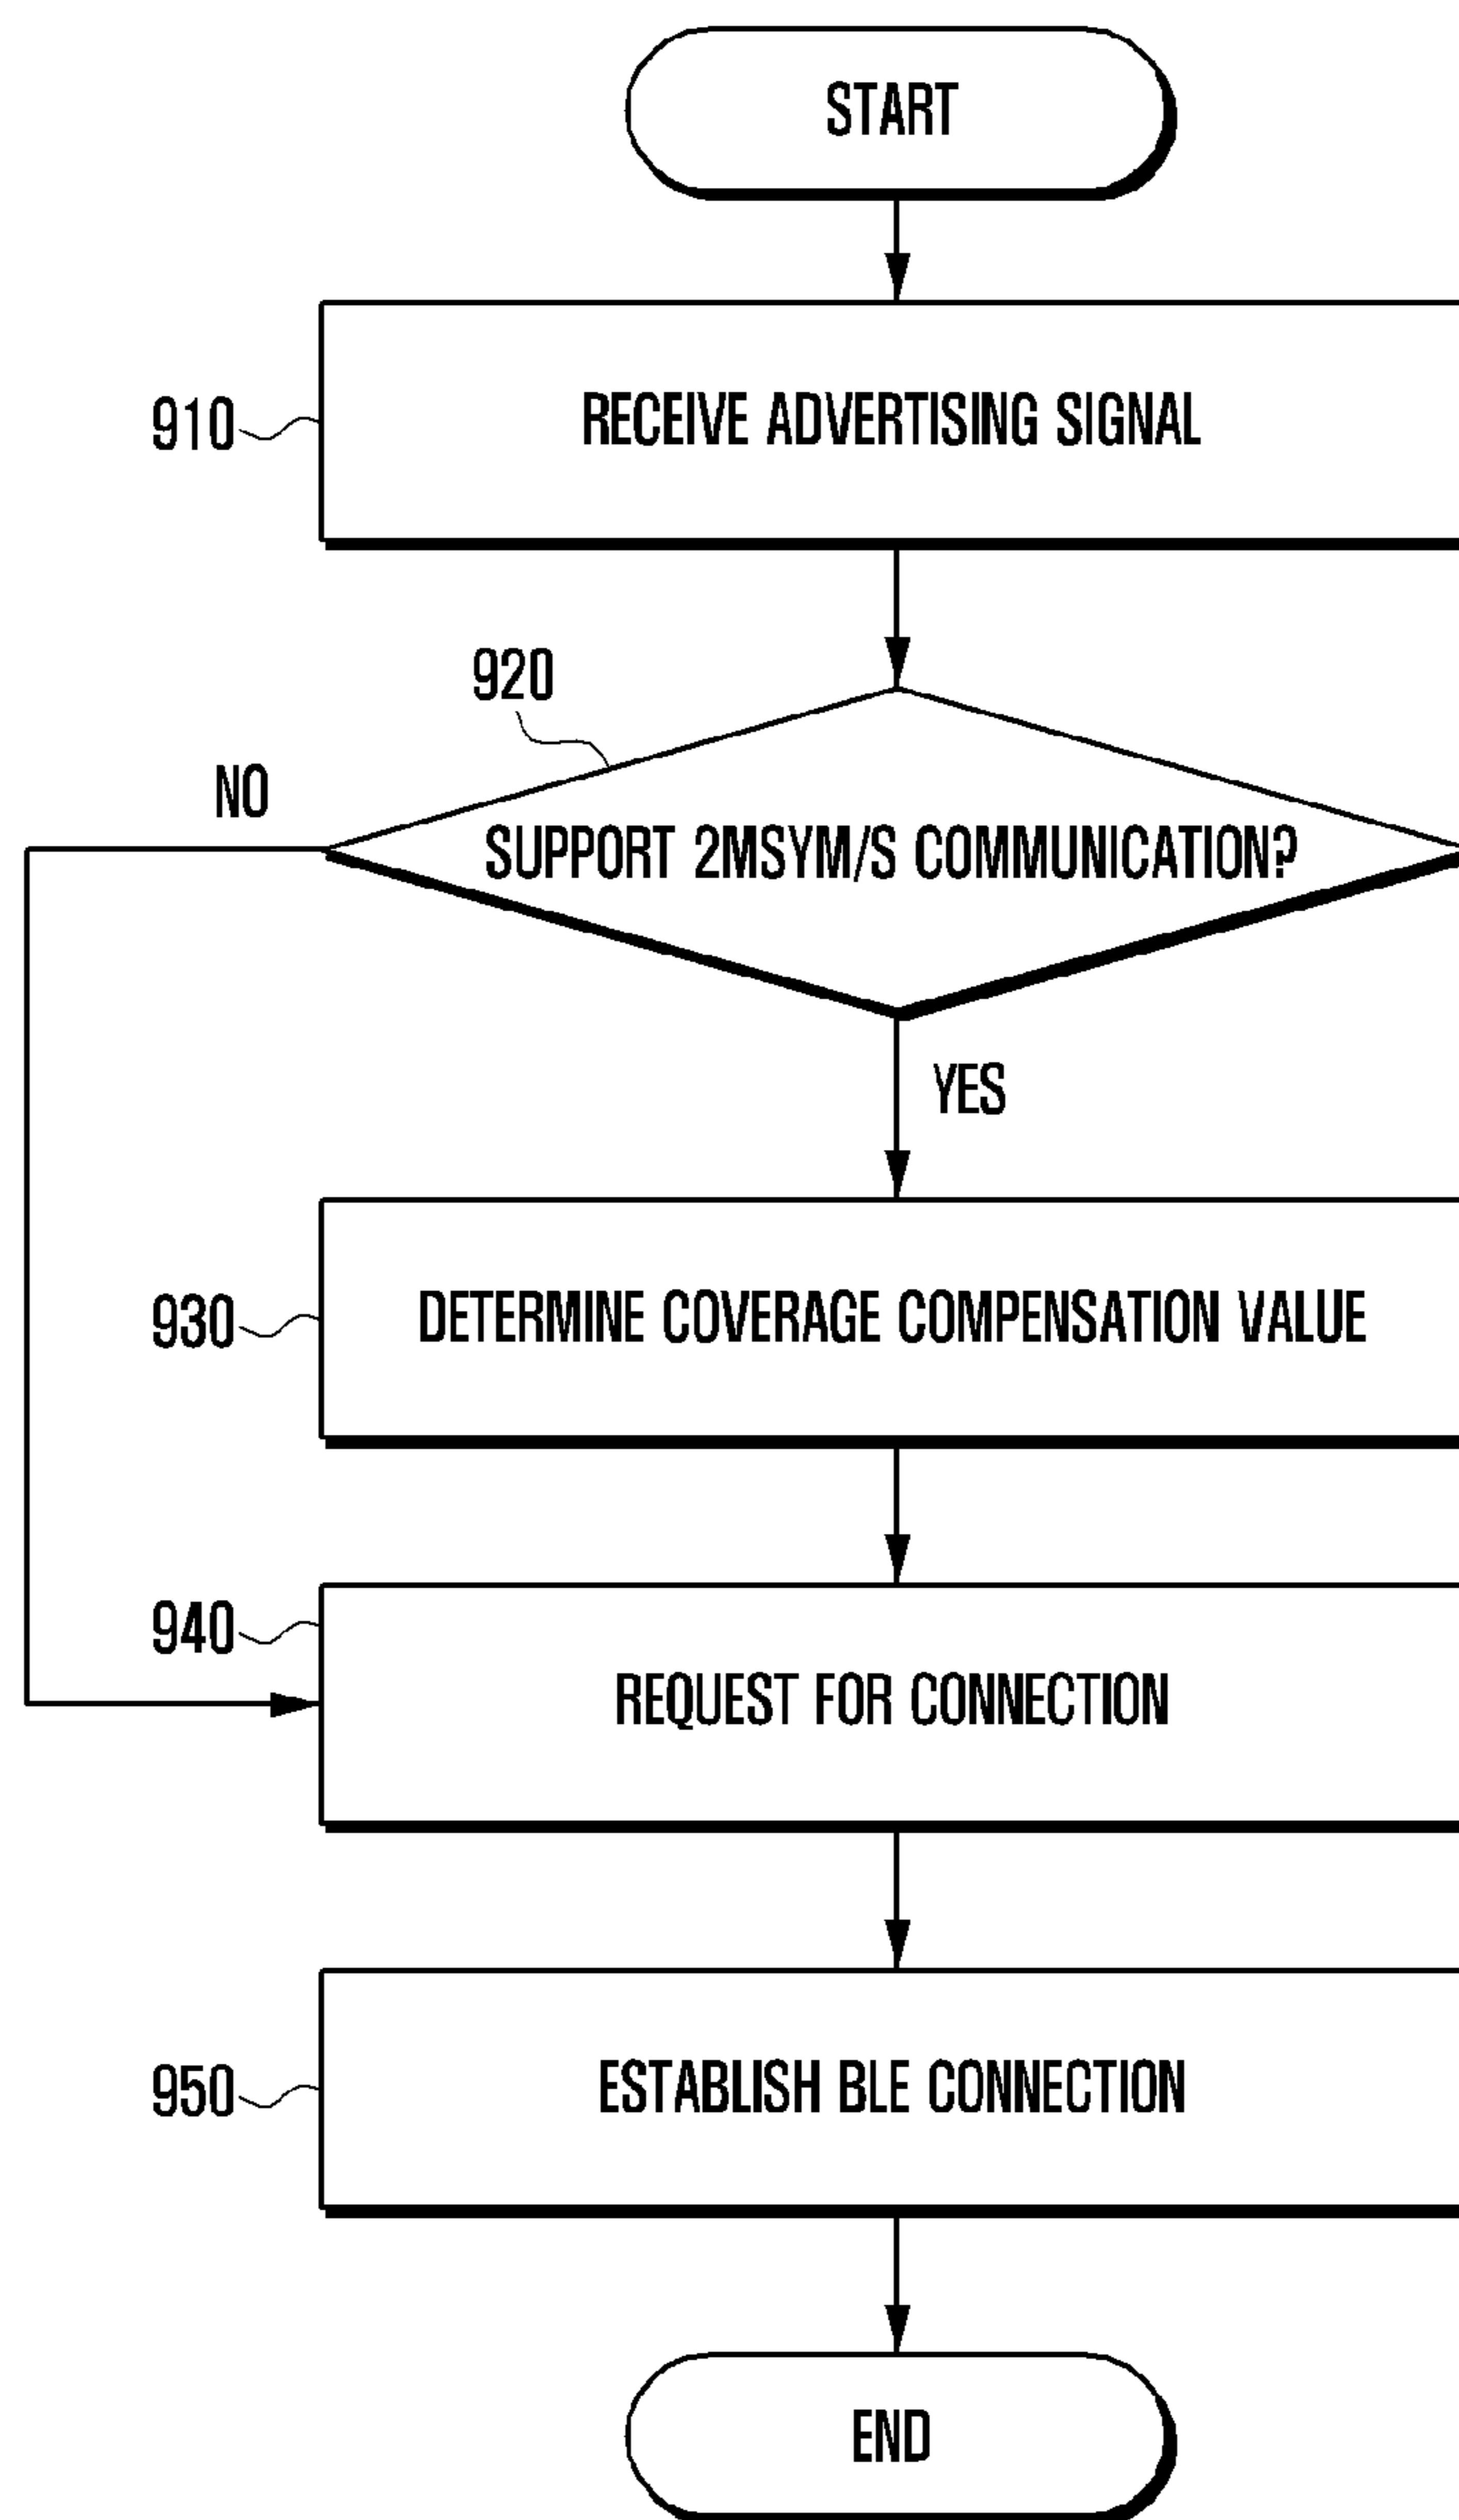 START
910
RECEIVE ADVERTISING SIGNAL
920
NO
SUPPORT 2MSYM/S COMMUNICATION?
YES
930
DETERMINE COVERAGE COMPENSATION VALUE
940
REQUEST FOR CONNECTION
950
ESTABLISH BLE CONNECTION
END